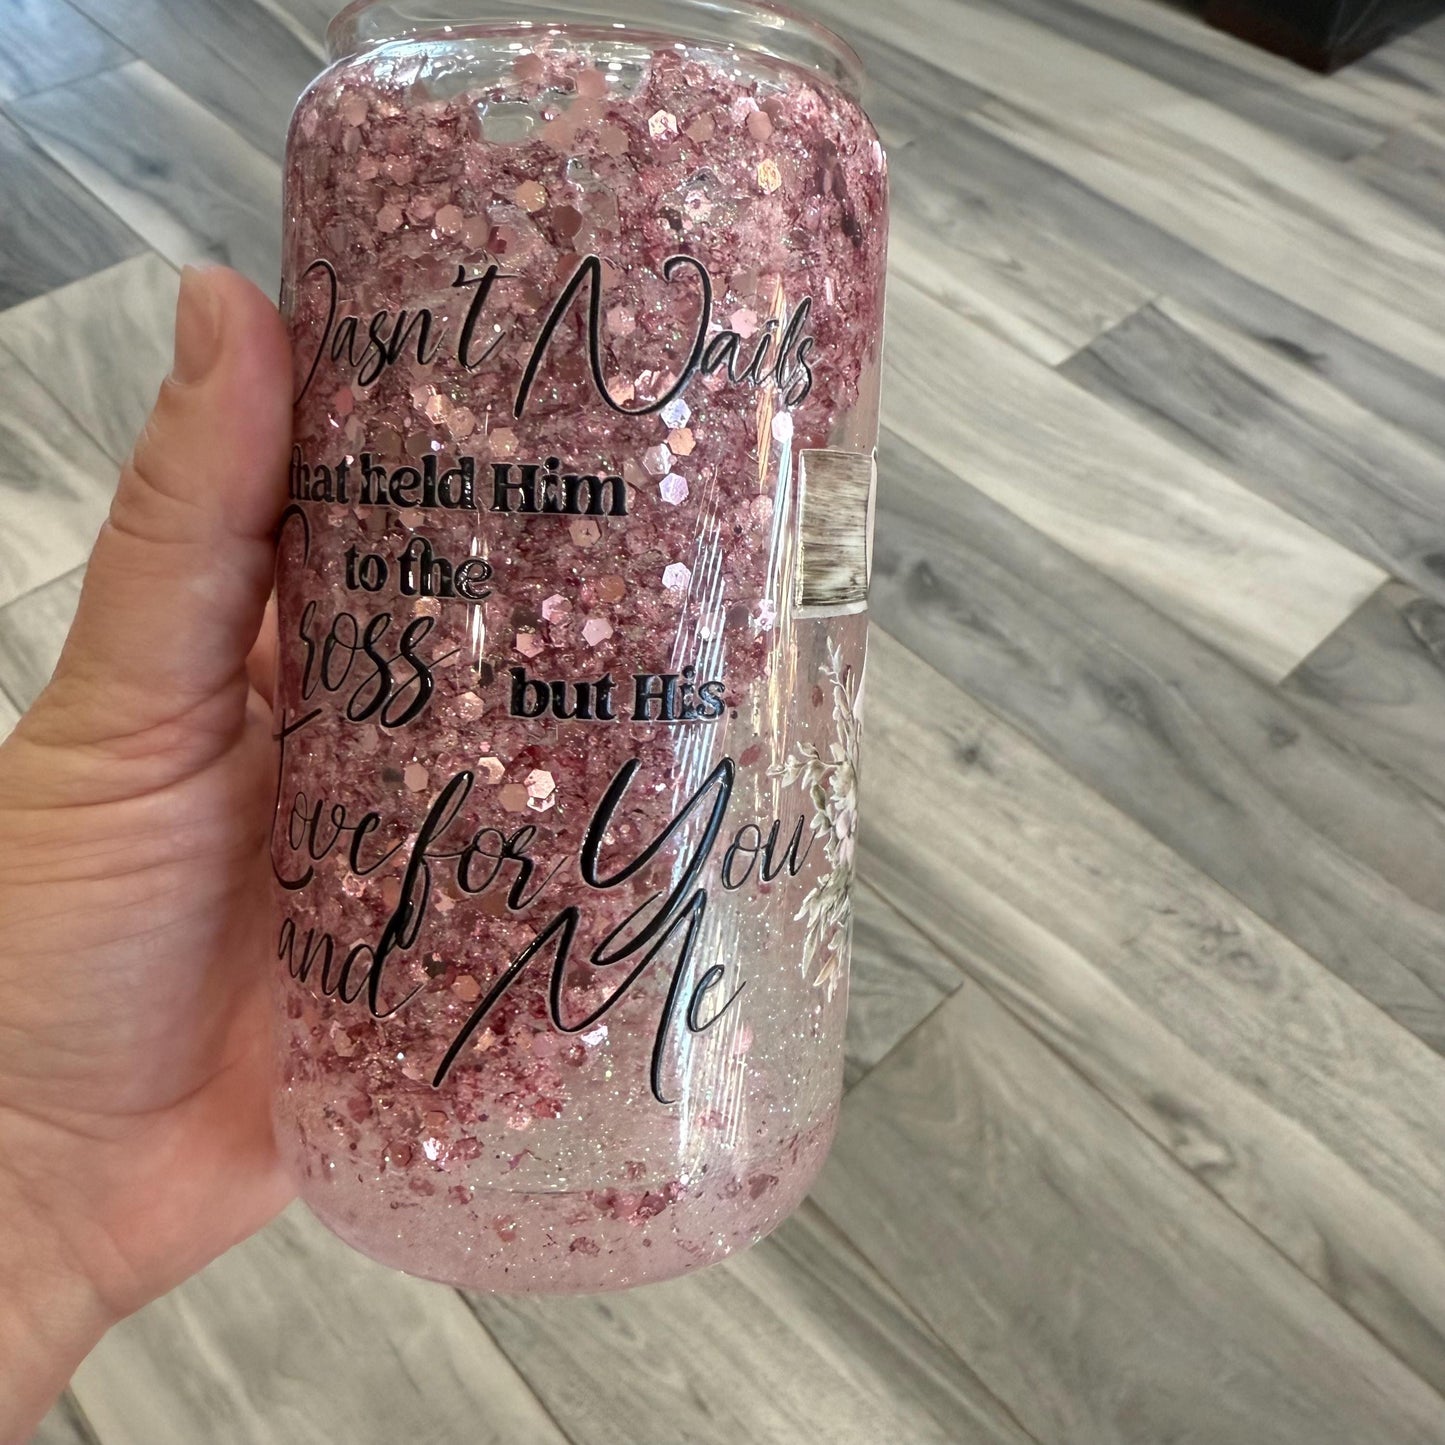 Wasn't Nails
that held Him
to the
Cross but His
Love for You
and Me